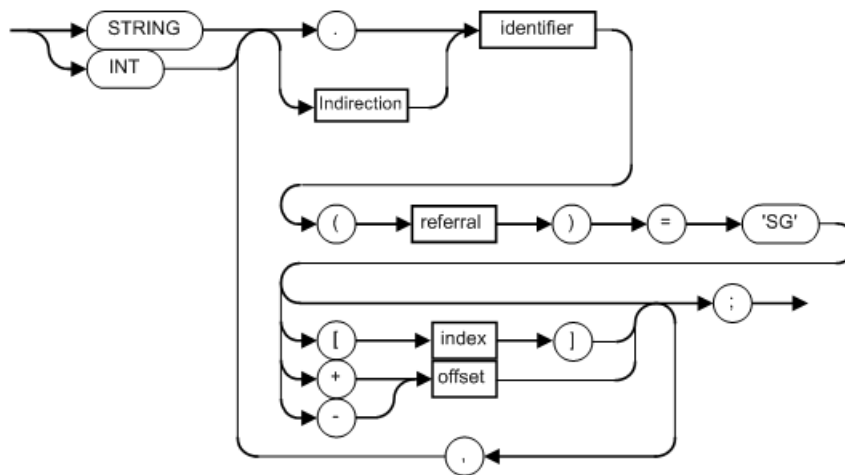 STRING . identifier
INT
Indirection
( referral ) = 'SG'
;
[ index ]
+ offset
-
,